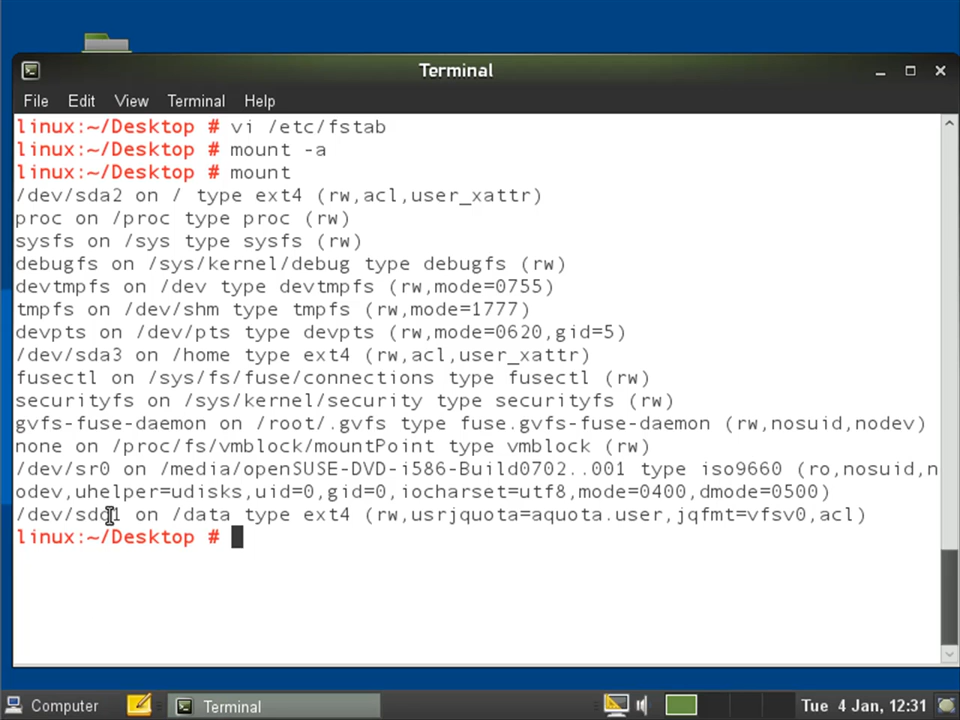 Terminal
File Edit View Terminal Help
linux:~/Desktop # vi /etc/fstab
linux:~/Desktop # mount -a
linux:~/Desktop # mount
/dev/sda2 on / type ext4 (rw,acl,user_xattr)
proc on /proc type proc (rw)
sysfs on /sys type sysfs (rw)
debugfs on /sys/kernel/debug type debugfs (rw)
devtmpfs on /dev type devtmpfs (rw,mode=0755)
tmpfs on /dev/shm type tmpfs (rw,mode=1777)
devpts on /dev/pts type devpts (rw,mode=0620,gid=5)
/dev/sda3 on /home type ext4 (rw,acl,user_xattr)
fusectl on /sys/fs/fuse/connections type fusectl (rw)
securityfs on /sys/kernel/security type securityfs (rw)
gvfs-fuse-daemon on /root/.gvfs type fuse.gvfs-fuse-daemon (rw,nosuid,nodev)
none on /proc/fs/vmblock/mountPoint type vmblock (rw)
/dev/sr0 on /media/openSUSE-DVD-i586-Build0702..001 type iso9660 (ro,nosuid,n
odev,uhelper=udisks,uid=0,gid=0,iocharset=utf8,mode=0400,dmode=0500)
on /data type ext4 (rw,usrjquota=aquota.user,jqfmt=vfsv0,acl)
linux:~/Desktop #
Computer Terminal Tue 4 Jan, 12:31